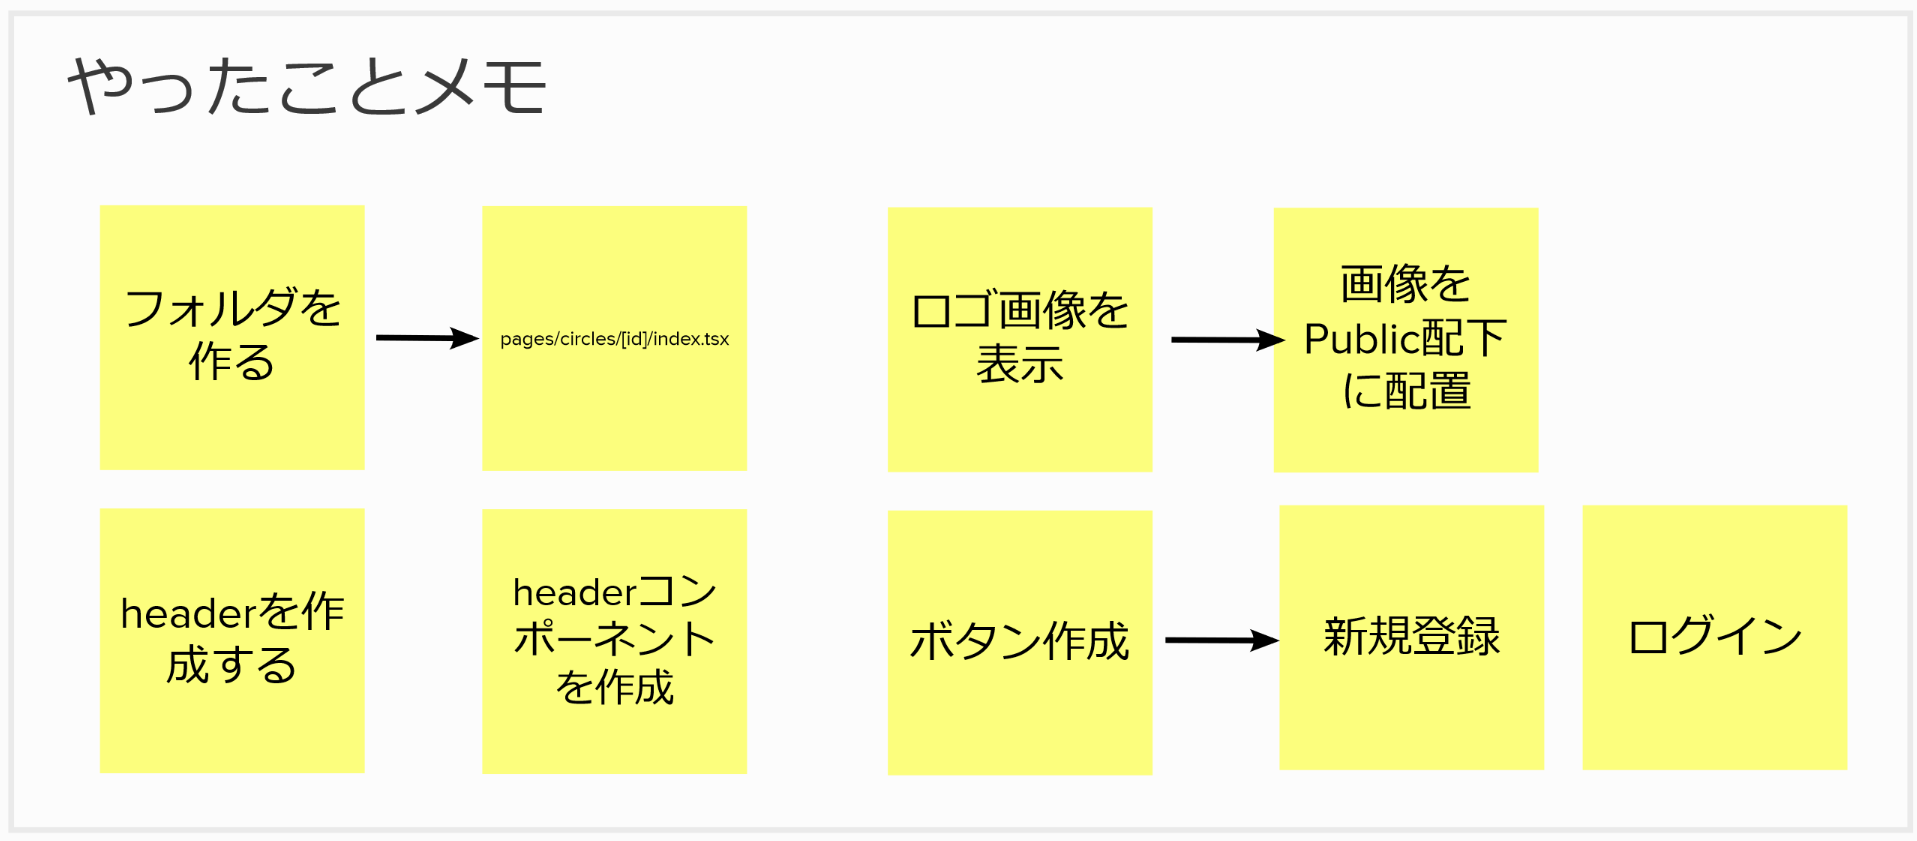 やったことメモ
フォルダを
作る
pages/circles/[id]/index.tsx
ロゴ画像を
表示
画像を
Public配下
に配置
headerを作
成する
headerコン
ポーネント
を作成
ボタン作成
新規登録
ログイン